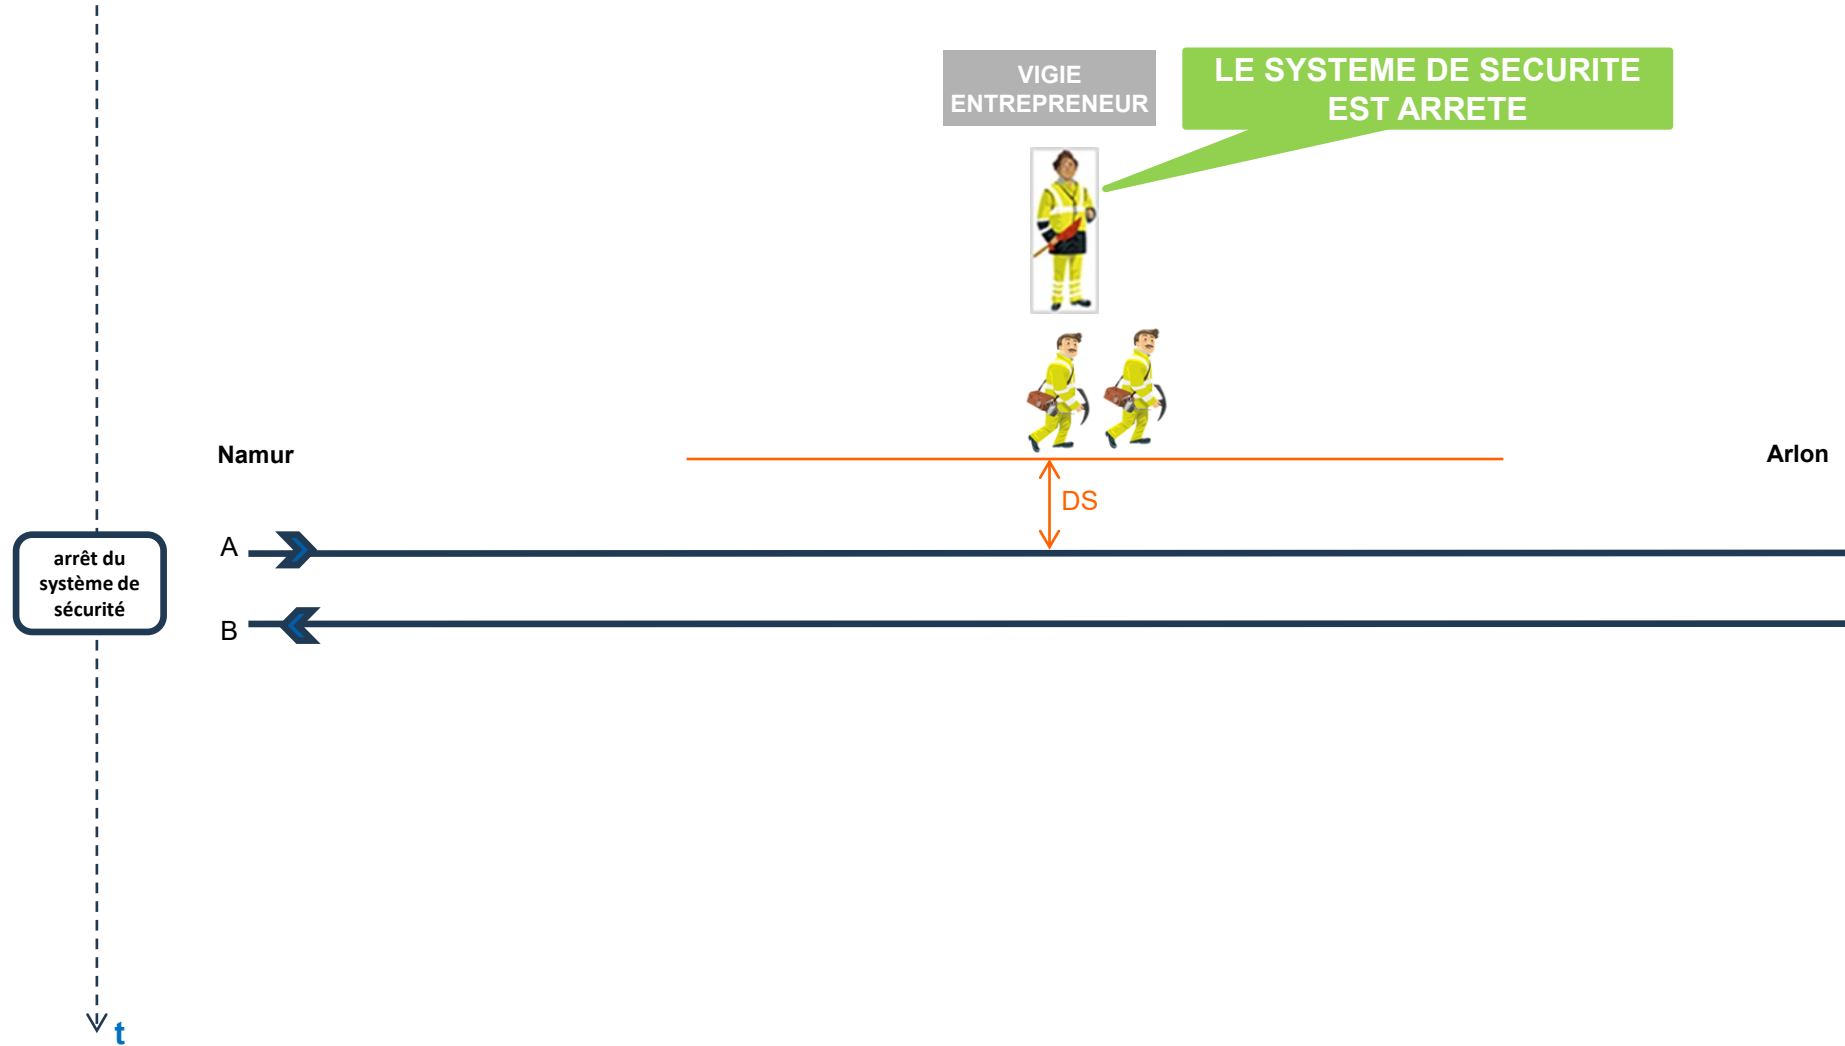 VIGIE
ENTREPRENEUR
LE SYSTEME DE SECURITE
EST ARRETE
Namur
Arlon
DS
A
arrêt du
système de
sécurité
B
t